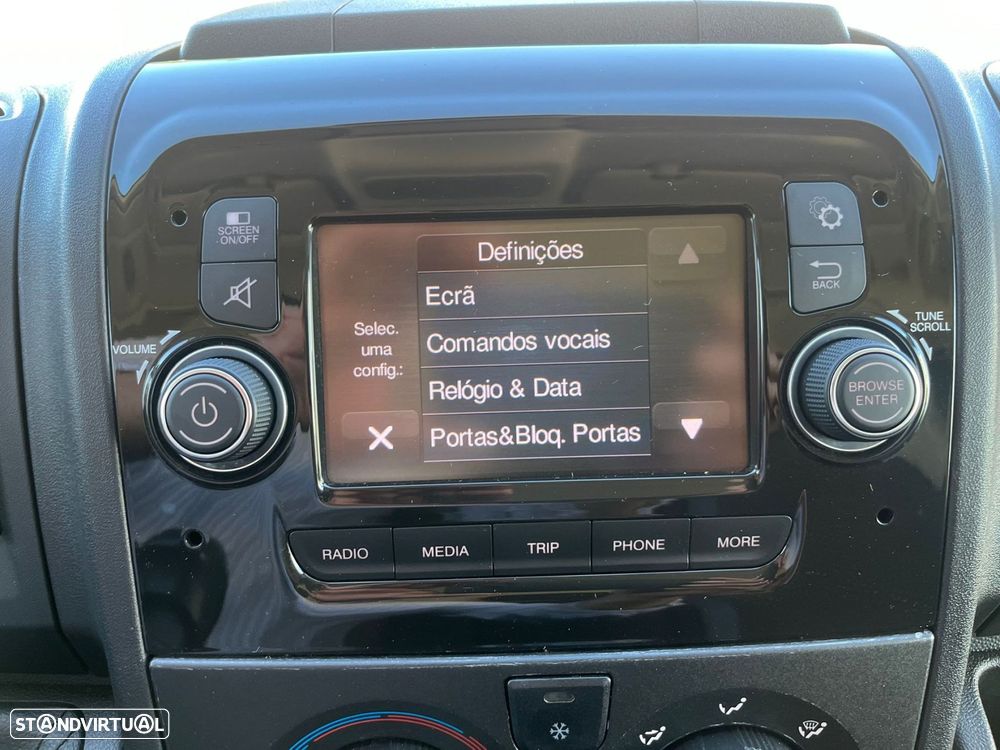 SCREEN
ON/OFF
VOLUME
Definições
Ecrã
Selec.
uma
config.:
Comandos vocais
Relógio & Data
Portas&Bloq. Portas
BACK
TUNE
SCROLL
BROWSE
ENTER
RADIO
MEDIA
TRIP
PHONE
MORE
STANDVIRTUAL